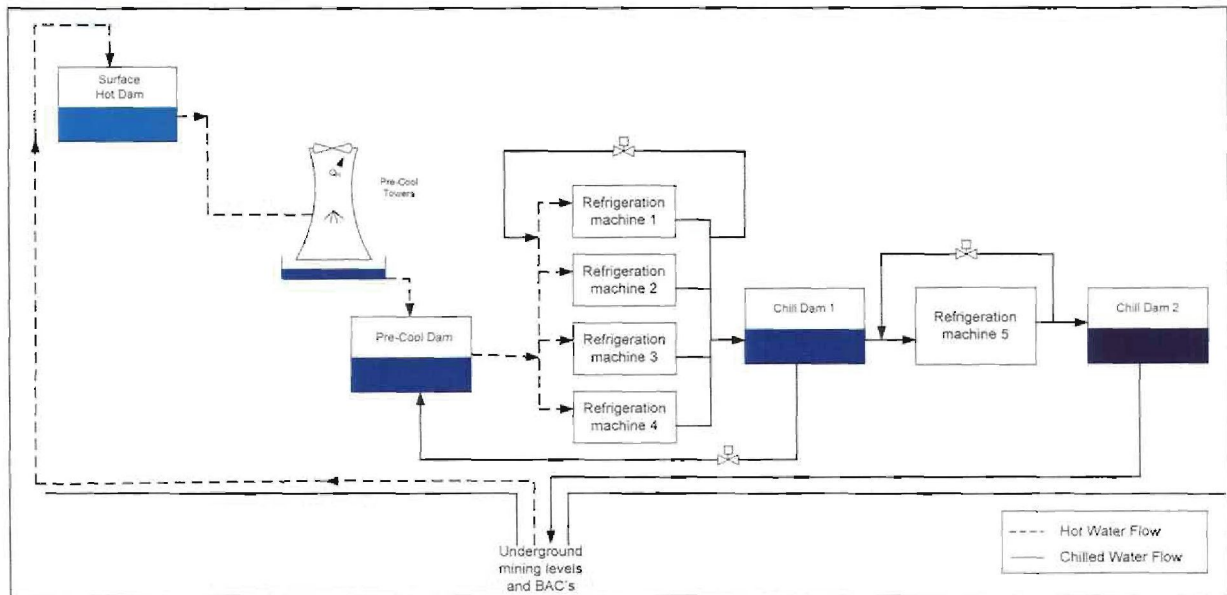 Surface
Hot Dam
Pre-Cool
Towers
Refrigeration
machine 1
Refrigeration
machine 2
Refrigeration
machine 3
Refrigeration
machine 4
Pre-Cool Dam
Chill Dam 1
Refrigeration
machine 5
Chill Dam 2
Underground
mining levels
and BAC's
Hot Water Flow
Chilled Water Flow